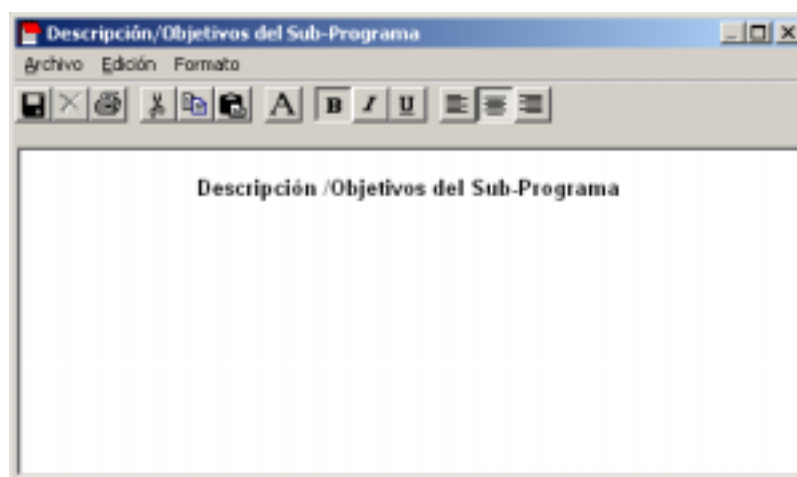 Descripción/Objetivos del Sub-Programa
Archivo Edición Formato
A B I U
Descripción /Objetivos del Sub-Programa